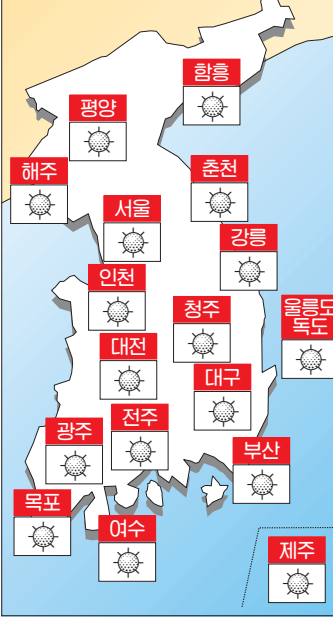 함흥
평양
해주
춘천
서울
강릉
인천
청주
울릉도
독도
대전
대구
전주
광주
부산
목포
여수
제주